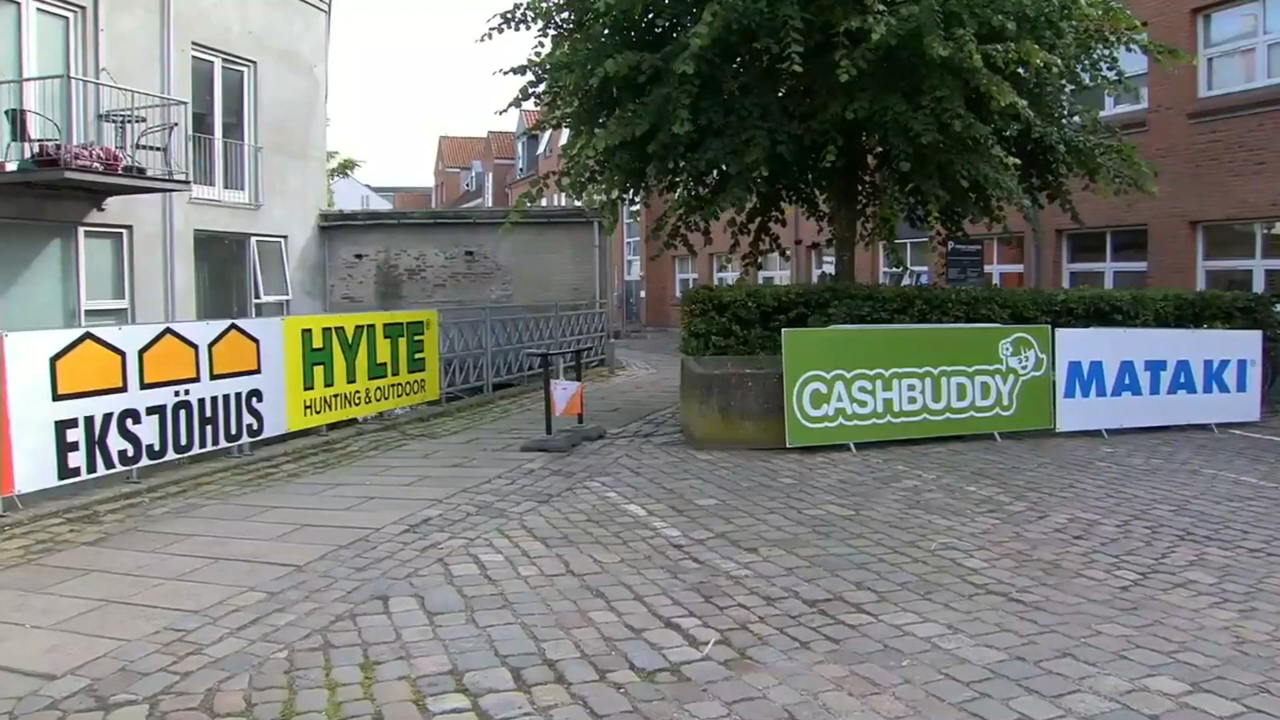 EKSJÖHUS
HYLTE®
HUNTING & OUTDOOR
CASHBUDDY
MATAKI®
P